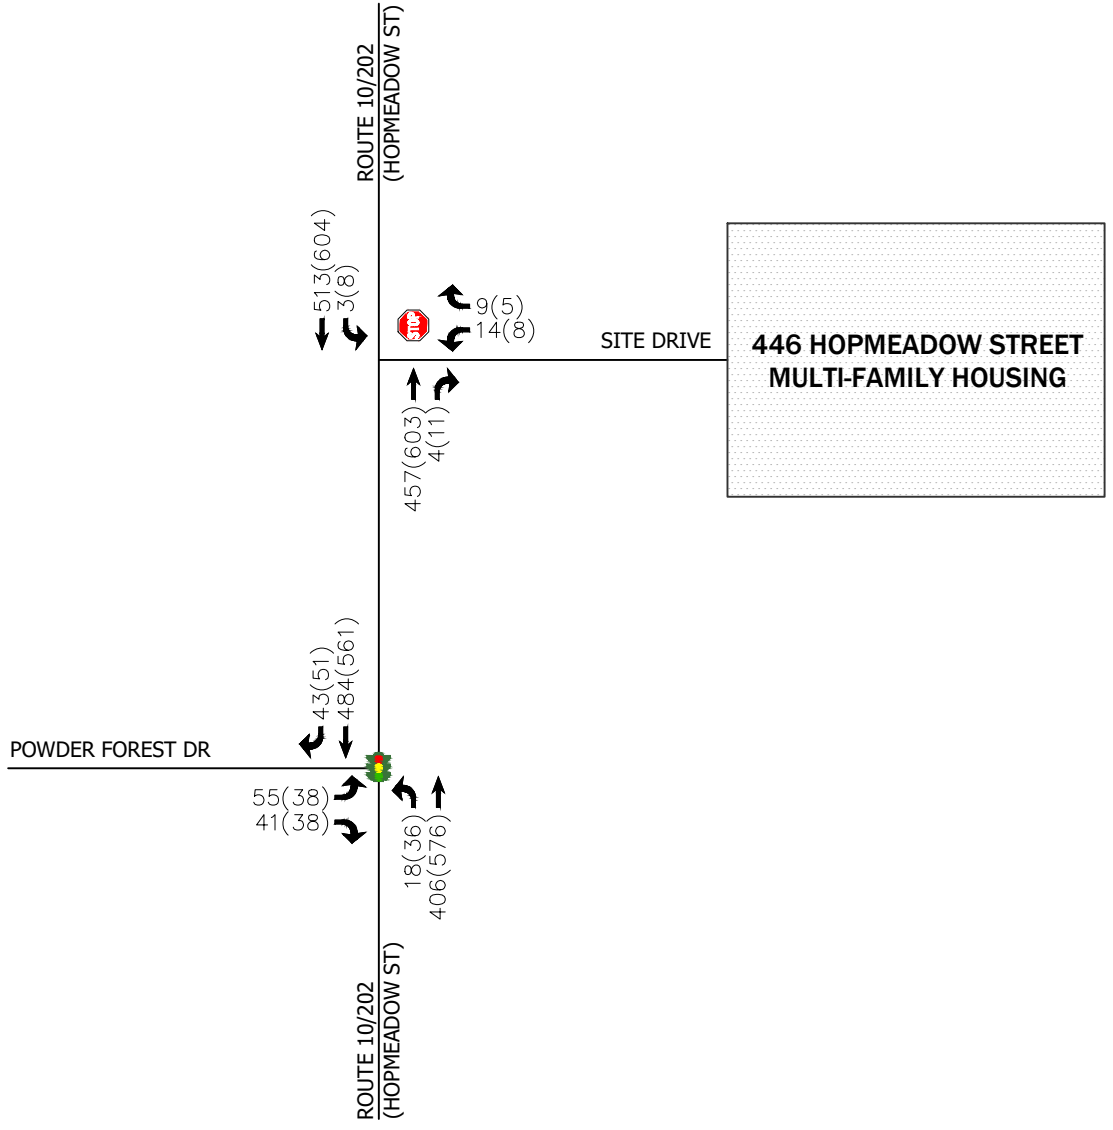 ROUTE 10/202
(HOPMEADOW ST)
513(604)
3(8)
STOP
9(5)
14(8)
SITE DRIVE
446 HOPMEADOW STREET
MULTI-FAMILY HOUSING
457(603)
4(11)
43(51)
484(561)
POWDER FOREST DR
55(38)
41(38)
18(36)
406(576)
ROUTE 10/202
(HOPMEADOW ST)